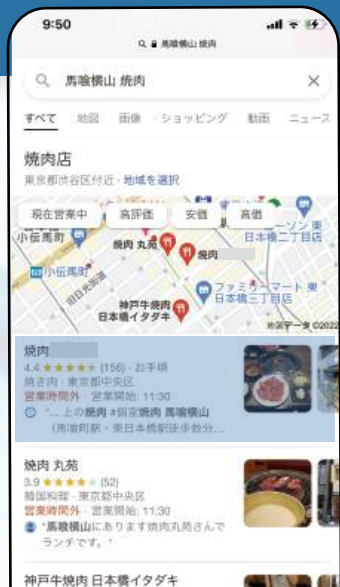 9:50
馬喰横山 焼肉
馬喰横山 焼肉
すべて 地図 画像 ショッピング 動画 ニュース
焼肉店
東京都渋谷区付近・地域を選択
現在営業中 高評価 安価 高価
小伝馬町
焼肉 丸苑
焼肉
ーソン 東
日本橋二丁目店
小伝馬町
旧日光街道
ファミリーマート 東
日本橋三丁目店
神戸牛焼肉
日本橋イタダキ
地図データ ©2022
焼肉
4.4 (156)・お手頃
焼き肉・東京都中央区
営業時間外・営業開始: 11:30
"... 上の焼肉 #個室焼肉 馬喰横山
(馬喰町駅・東日本橋駅徒歩数分...
焼肉 丸苑
3.9 (52)
韓国料理・東京都中央区
営業時間外・営業開始: 11:30
"馬喰横山にあります焼肉丸苑さんで
ランチです。"
神戸牛焼肉 日本橋イタダキ